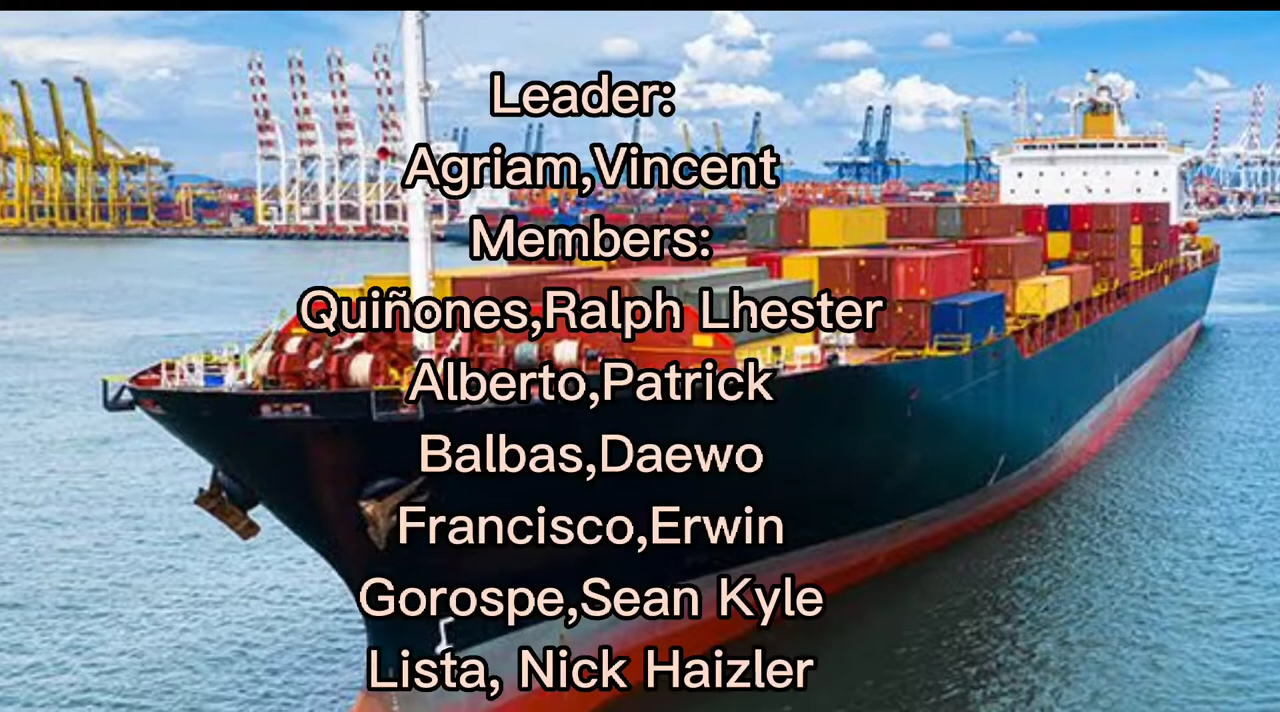 Leader:
Agriam,Vincent
Members:
Quiñones,Ralph Lhester
Alberto,Patrick
Balbas,Daewo
Francisco,Erwin
Gorospe,Sean Kyle
Lista, Nick Haizler